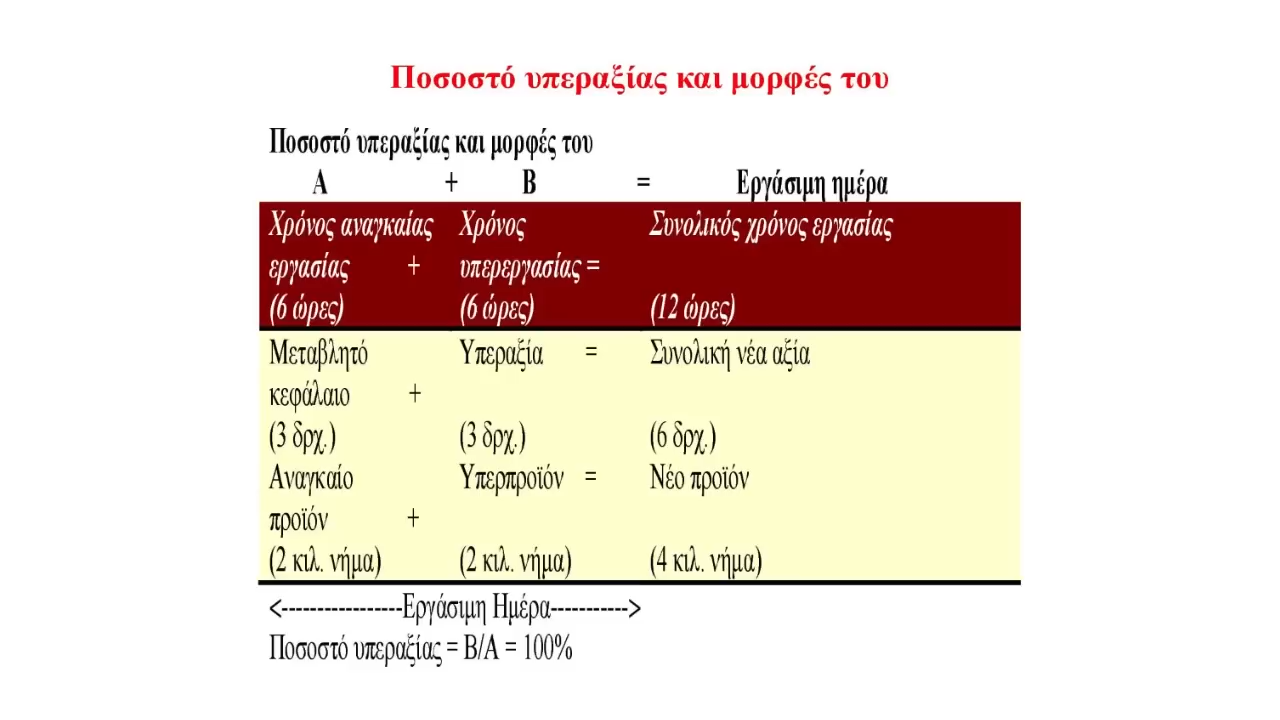 Ποσοστό υπεραξίας και μορφές του
Ποσοστό υπεραξίας και μορφές του
Α + Β = Εργάσιμη ημέρα
Χρόνος αναγκαίας Χρόνος Συνολικός χρόνος εργασίας
εργασίας + υπερεργασίας =
(6 ώρες) (6 ώρες) (12 ώρες)
Μεταβλητό Υπεραξία = Συνολική νέα αξία
κεφάλαιο +
(3 δρχ.) (3 δρχ.) (6 δρχ.)
Αναγκαίο Υπερπροϊόν = Νέο προϊόν
προϊόν +
(2 κιλ. νήμα) (2 κιλ. νήμα) (4 κιλ. νήμα)
<-----------------Εργάσιμη Ημέρα----------->
Ποσοστό υπεραξίας = Β/Α = 100%